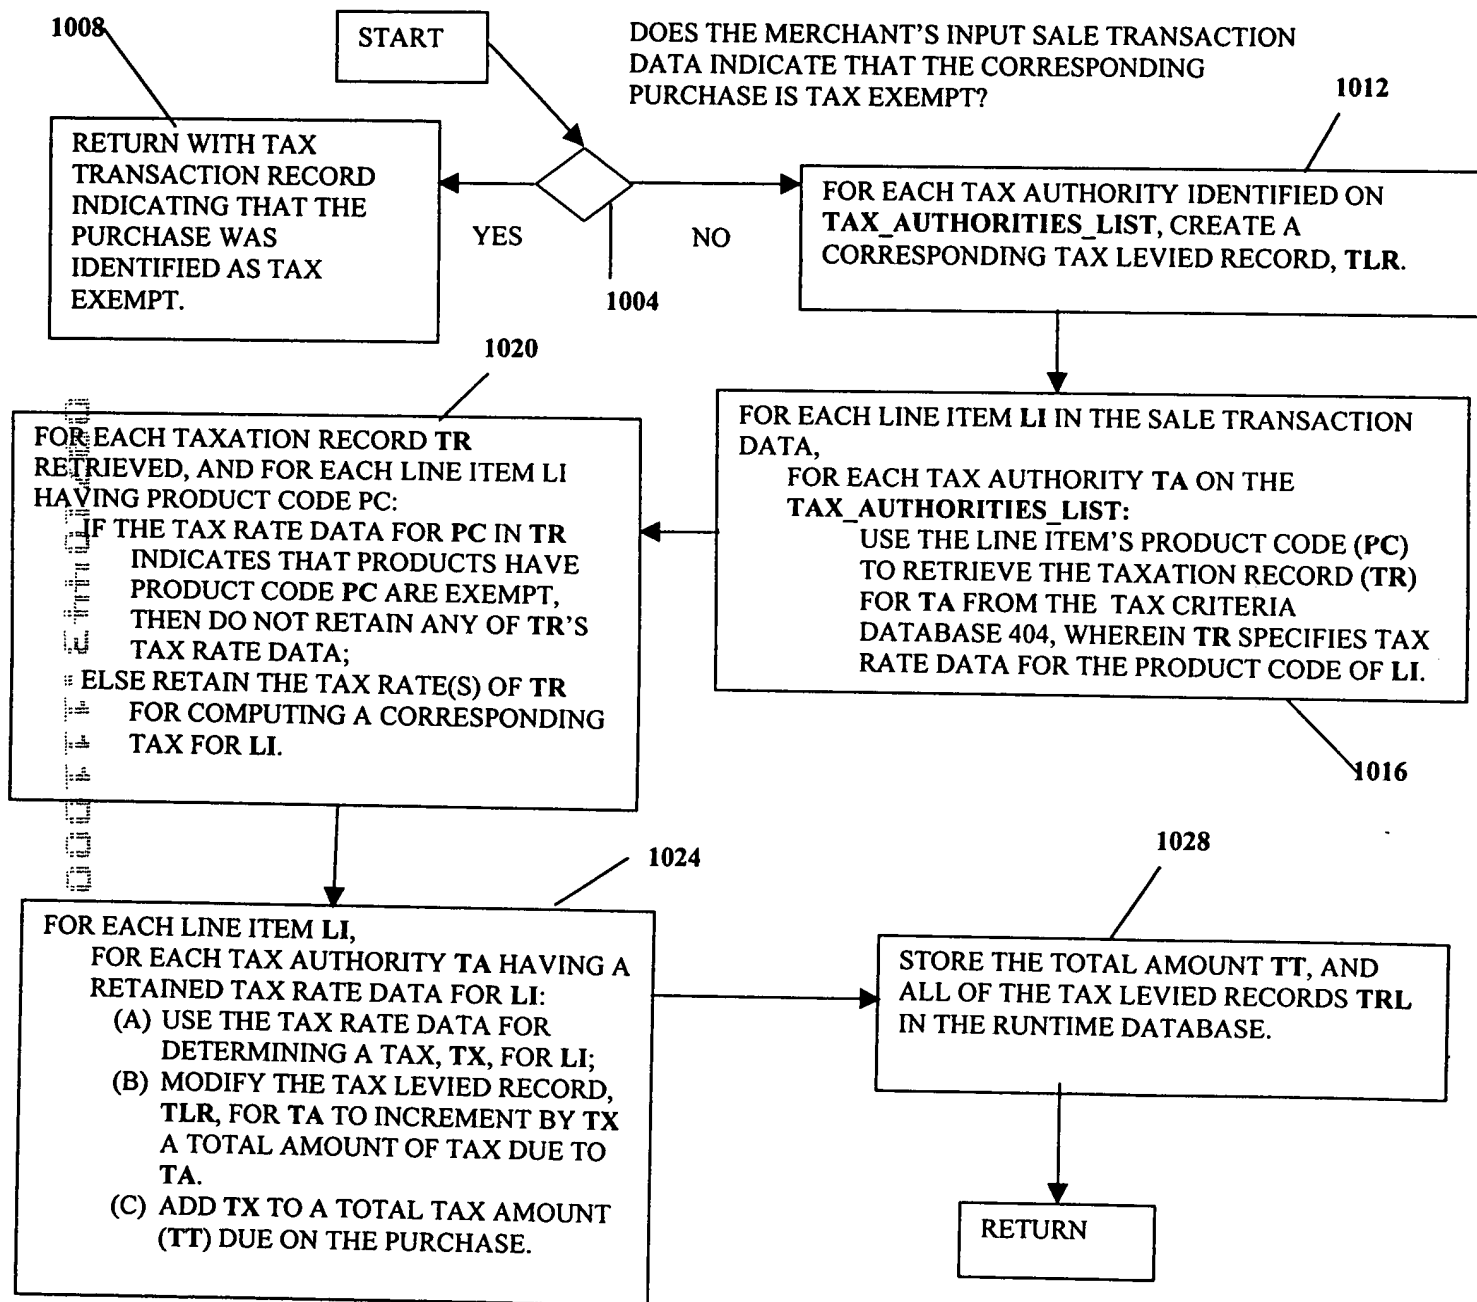 1008
START
DOES THE MERCHANT'S INPUT SALE TRANSACTION
DATA INDICATE THAT THE CORRESPONDING
PURCHASE IS TAX EXEMPT?
1012
RETURN WITH TAX
TRANSACTION RECORD
INDICATING THAT THE
PURCHASE WAS
IDENTIFIED AS TAX
EXEMPT.
YES
NO
1004
FOR EACH TAX AUTHORITY IDENTIFIED ON
TAX_AUTHORITIES_LIST, CREATE A
CORRESPONDING TAX LEVIED RECORD, TLR.
1020
FOR EACH TAXATION RECORD TR
RETRIEVED, AND FOR EACH LINE ITEM LI
HAVING PRODUCT CODE PC:
IF THE TAX RATE DATA FOR PC IN TR
INDICATES THAT PRODUCTS HAVE
PRODUCT CODE PC ARE EXEMPT,
THEN DO NOT RETAIN ANY OF TR'S
TAX RATE DATA;
ELSE RETAIN THE TAX RATE(S) OF TR
FOR COMPUTING A CORRESPONDING
TAX FOR LI.
FOR EACH LINE ITEM LI IN THE SALE TRANSACTION
DATA,
FOR EACH TAX AUTHORITY TA ON THE
TAX_AUTHORITIES_LIST:
USE THE LINE ITEM'S PRODUCT CODE (PC)
TO RETRIEVE THE TAXATION RECORD (TR)
FOR TA FROM THE TAX CRITERIA
DATABASE 404, WHEREIN TR SPECIFIES TAX
RATE DATA FOR THE PRODUCT CODE OF LI.
1016
1024
FOR EACH LINE ITEM LI,
FOR EACH TAX AUTHORITY TA HAVING A
RETAINED TAX RATE DATA FOR LI:
(A) USE THE TAX RATE DATA FOR
DETERMINING A TAX, TX, FOR LI;
(B) MODIFY THE TAX LEVIED RECORD,
TLR, FOR TA TO INCREMENT BY TX
A TOTAL AMOUNT OF TAX DUE TO
TA.
(C) ADD TX TO A TOTAL TAX AMOUNT
(TT) DUE ON THE PURCHASE.
1028
STORE THE TOTAL AMOUNT TT, AND
ALL OF THE TAX LEVIED RECORDS TRL
IN THE RUNTIME DATABASE.
RETURN